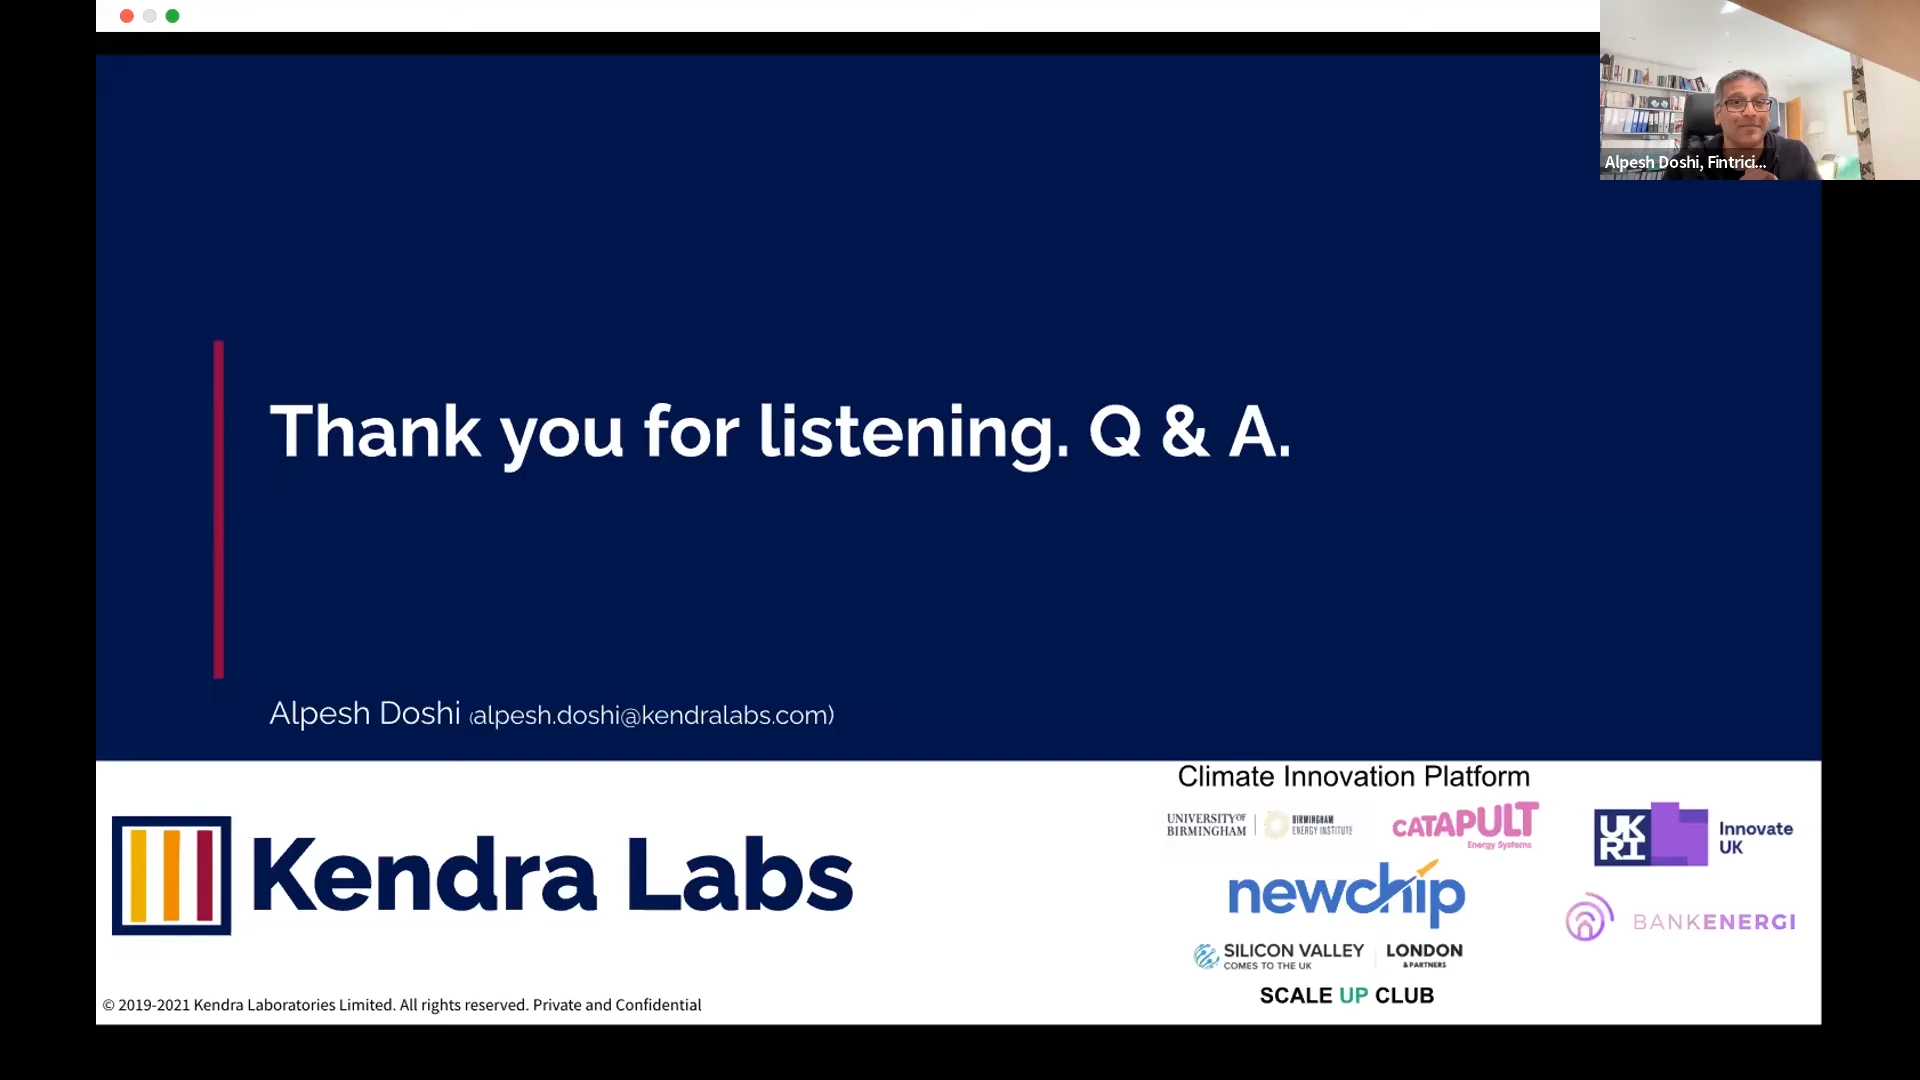 Alpesh Doshi, Fintrici...
Thank you for listening. Q & A.
Alpesh Doshi (alpesh.doshi@kendralabs.com)
Kendra Labs
© 2019-2021 Kendra Laboratories Limited. All rights reserved. Private and Confidential
Climate Innovation Platform
UNIVERSITY OF
BIRMINGHAM
BIRMINGHAM
ENERGY INSTITUTE
CATAPULT
Energy Systems
newchip
SILICON VALLEY
COMES TO THE UK
LONDON
& PARTNERS
SCALE UP CLUB
UK
RI
Innovate
UK
BANKENERGI